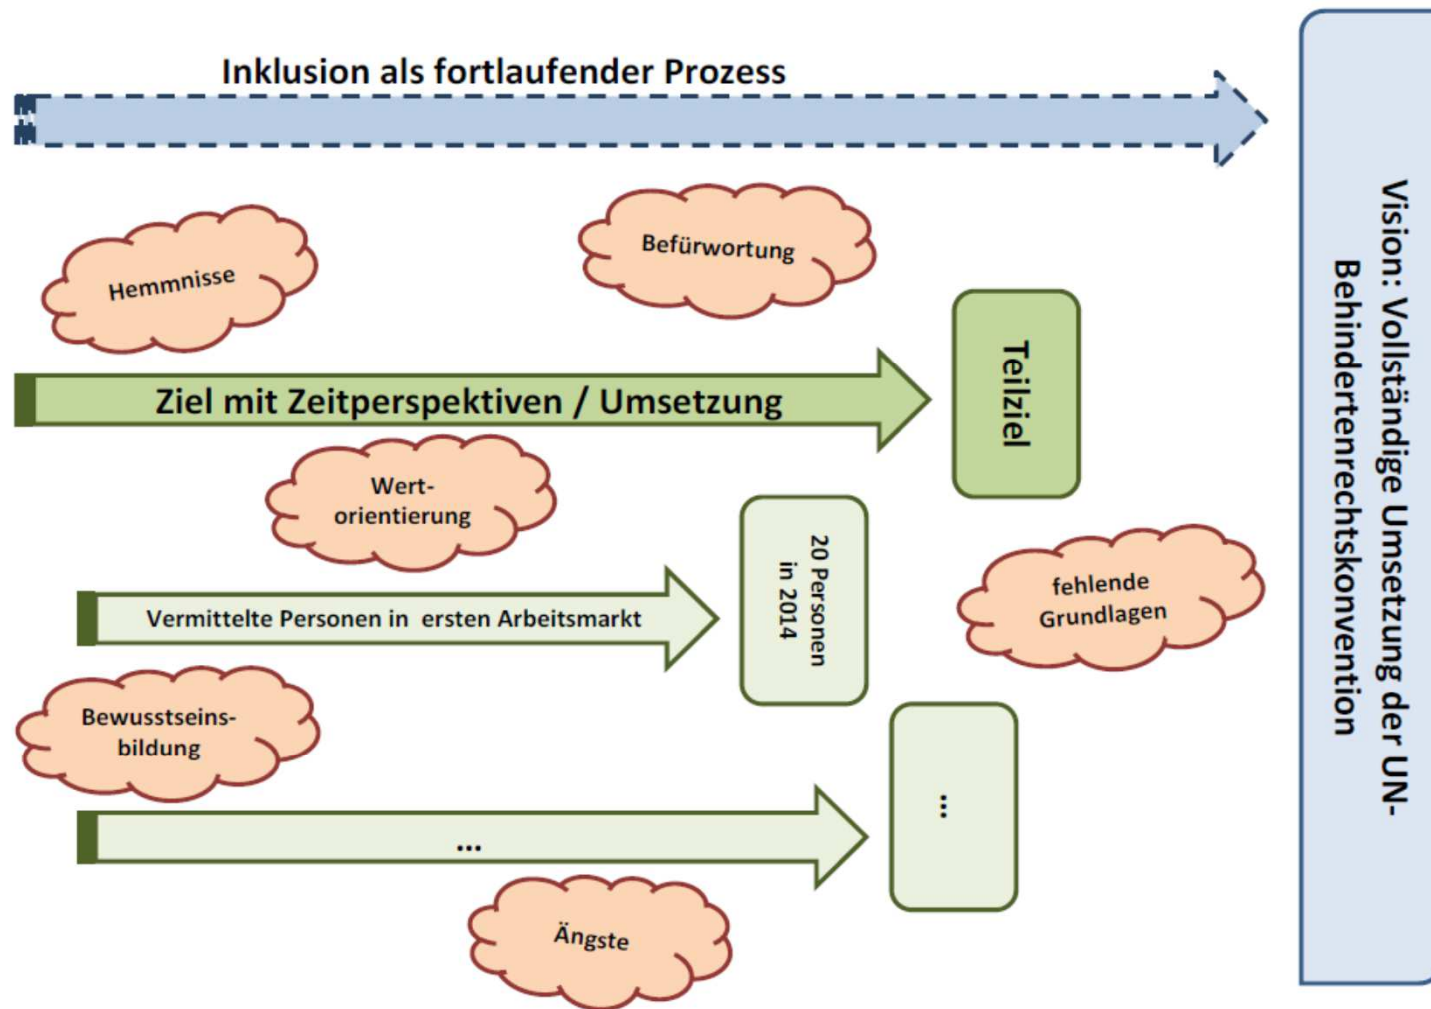 Inklusion als fortlaufender Prozess
Hemmnisse
Befürwortung
Ziel mit Zeitperspektiven / Umsetzung
Teilziel
Wert-
orientierung
20 Personen
in 2014
fehlende
Grundlagen
Vermittelte Personen in ersten Arbeitsmarkt
Bewusstseins-
bildung
...
...
Ängste
Vision: Vollständige Umsetzung der UN-
Behindertenrechtskonvention